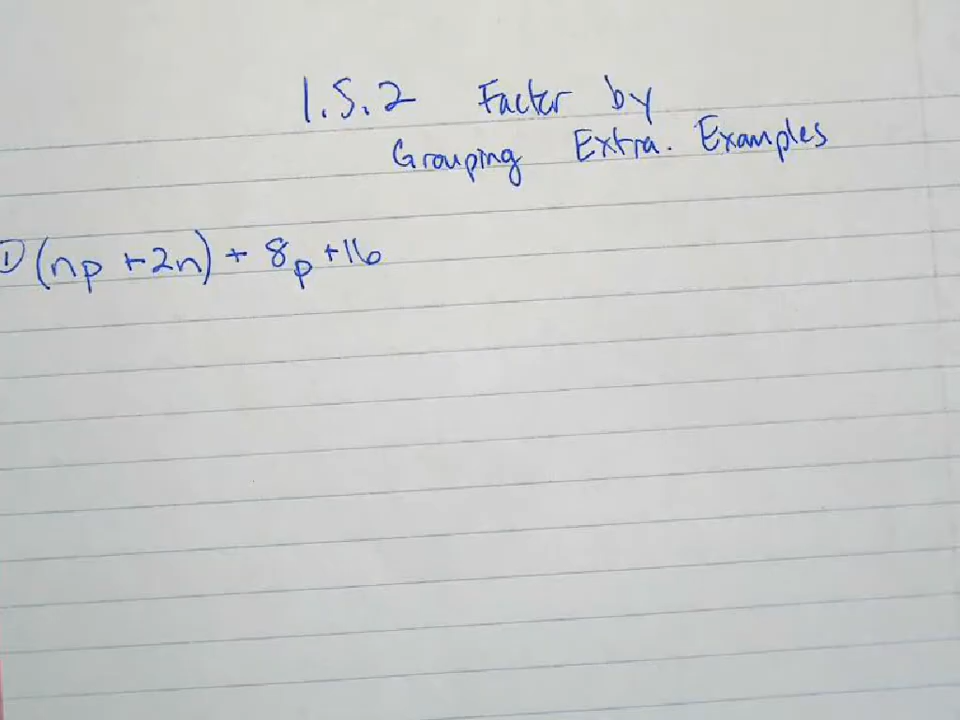 1.5.2 Factor by
Grouping Extra. Examples
① (np +2n) + 8p +16